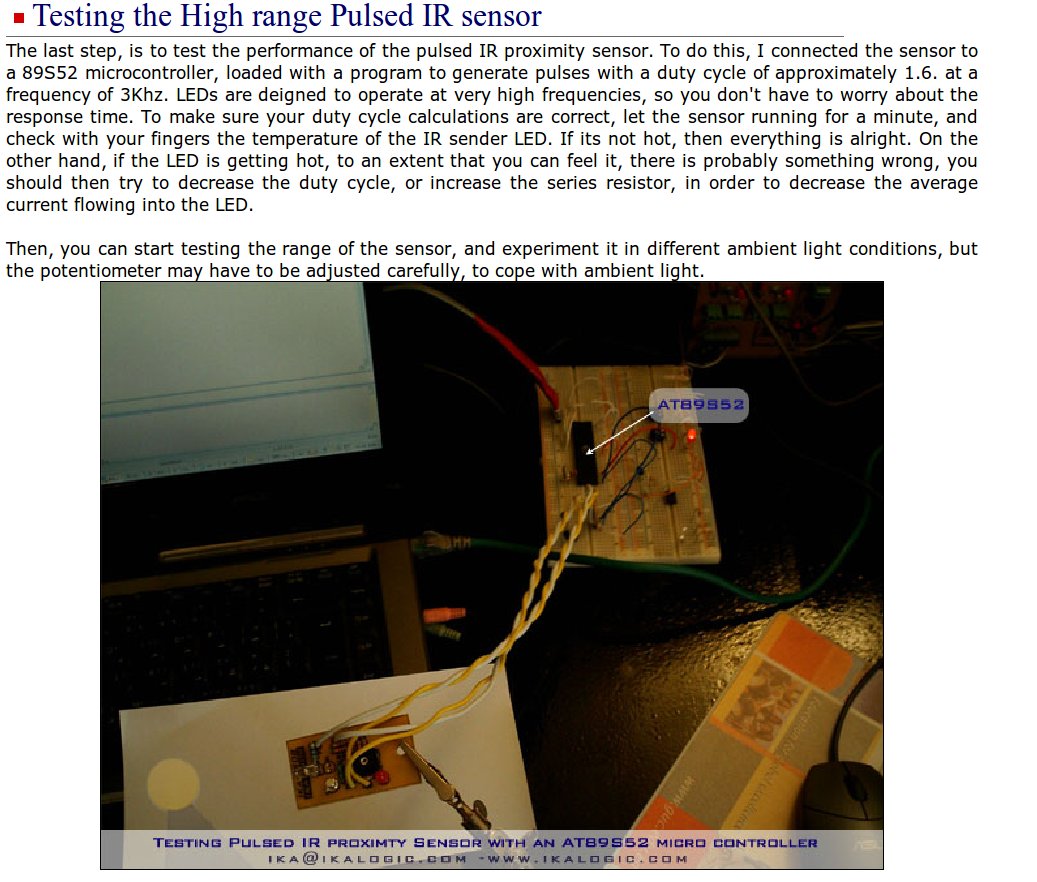 Testing the High range Pulsed IR sensor
The last step, is to test the performance of the pulsed IR proximity sensor. To do this, I connected the sensor to
a 89S52 microcontroller, loaded with a program to generate pulses with a duty cycle of approximately 1.6. at a
frequency of 3Khz. LEDs are deigned to operate at very high frequencies, so you don't have to worry about the
response time. To make sure your duty cycle calculations are correct, let the sensor running for a minute, and
check with your fingers the temperature of the IR sender LED. If its not hot, then everything is alright. On the
other hand, if the LED is getting hot, to an extent that you can feel it, there is probably something wrong, you
should then try to decrease the duty cycle, or increase the series resistor, in order to decrease the average
current flowing into the LED.
Then, you can start testing the range of the sensor, and experiment it in different ambient light conditions, but
the potentiometer may have to be adjusted carefully, to cope with ambient light.
AT89S52
TESTING PULSED IR PROXIMTY SENSOR WITH AN AT89S52 MICRO CONTROLLER
IKA@IKALOGIC.COM -WWW.IKALOGIC.COM